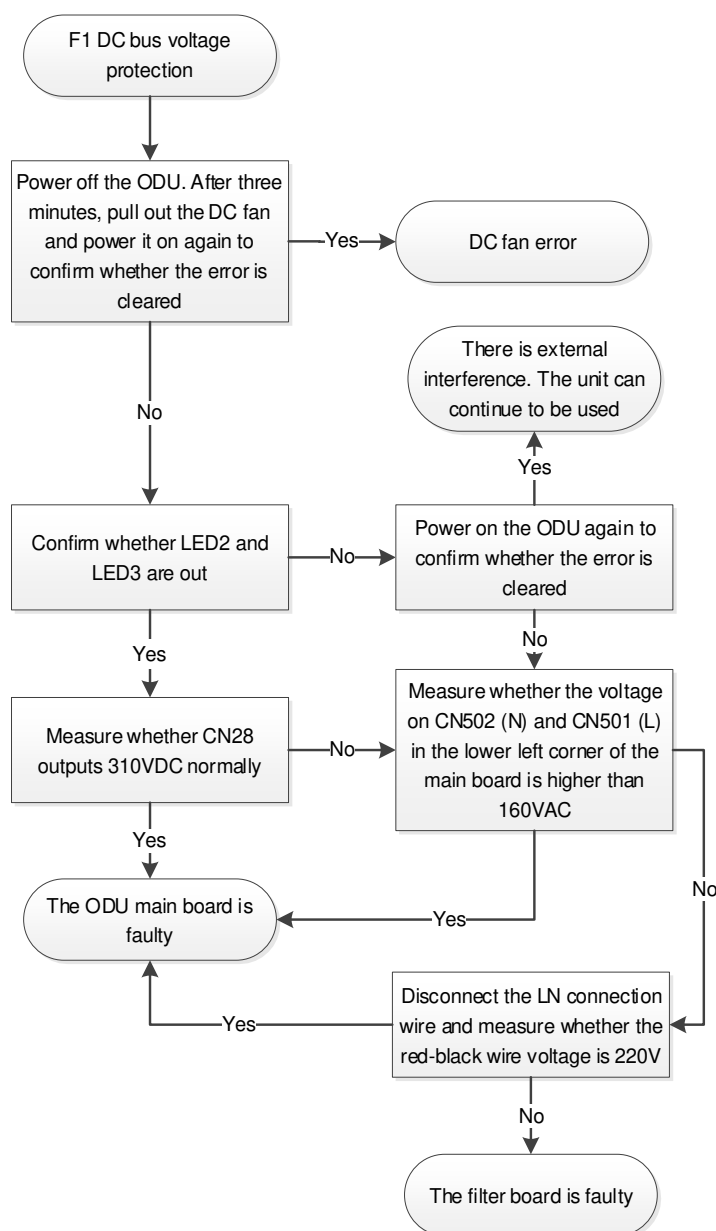 F1 DC bus voltage
protection
Power off the ODU. After three
minutes, pull out the DC fan
and power it on again to
confirm whether the error is
cleared
Yes
DC fan error
No
There is external
interference. The unit can
continue to be used
Yes
Confirm whether LED2 and
LED3 are out
No
Power on the ODU again to
confirm whether the error is
cleared
Yes
No
Measure whether CN28
outputs 310VDC normally
No
Measure whether the voltage
on CN502 (N) and CN501 (L)
in the lower left corner of the
main board is higher than
160VAC
Yes
No
The ODU main board is
faulty
Yes
Disconnect the LN connection
wire and measure whether the
red-black wire voltage is 220V
Yes
No
The filter board is faulty